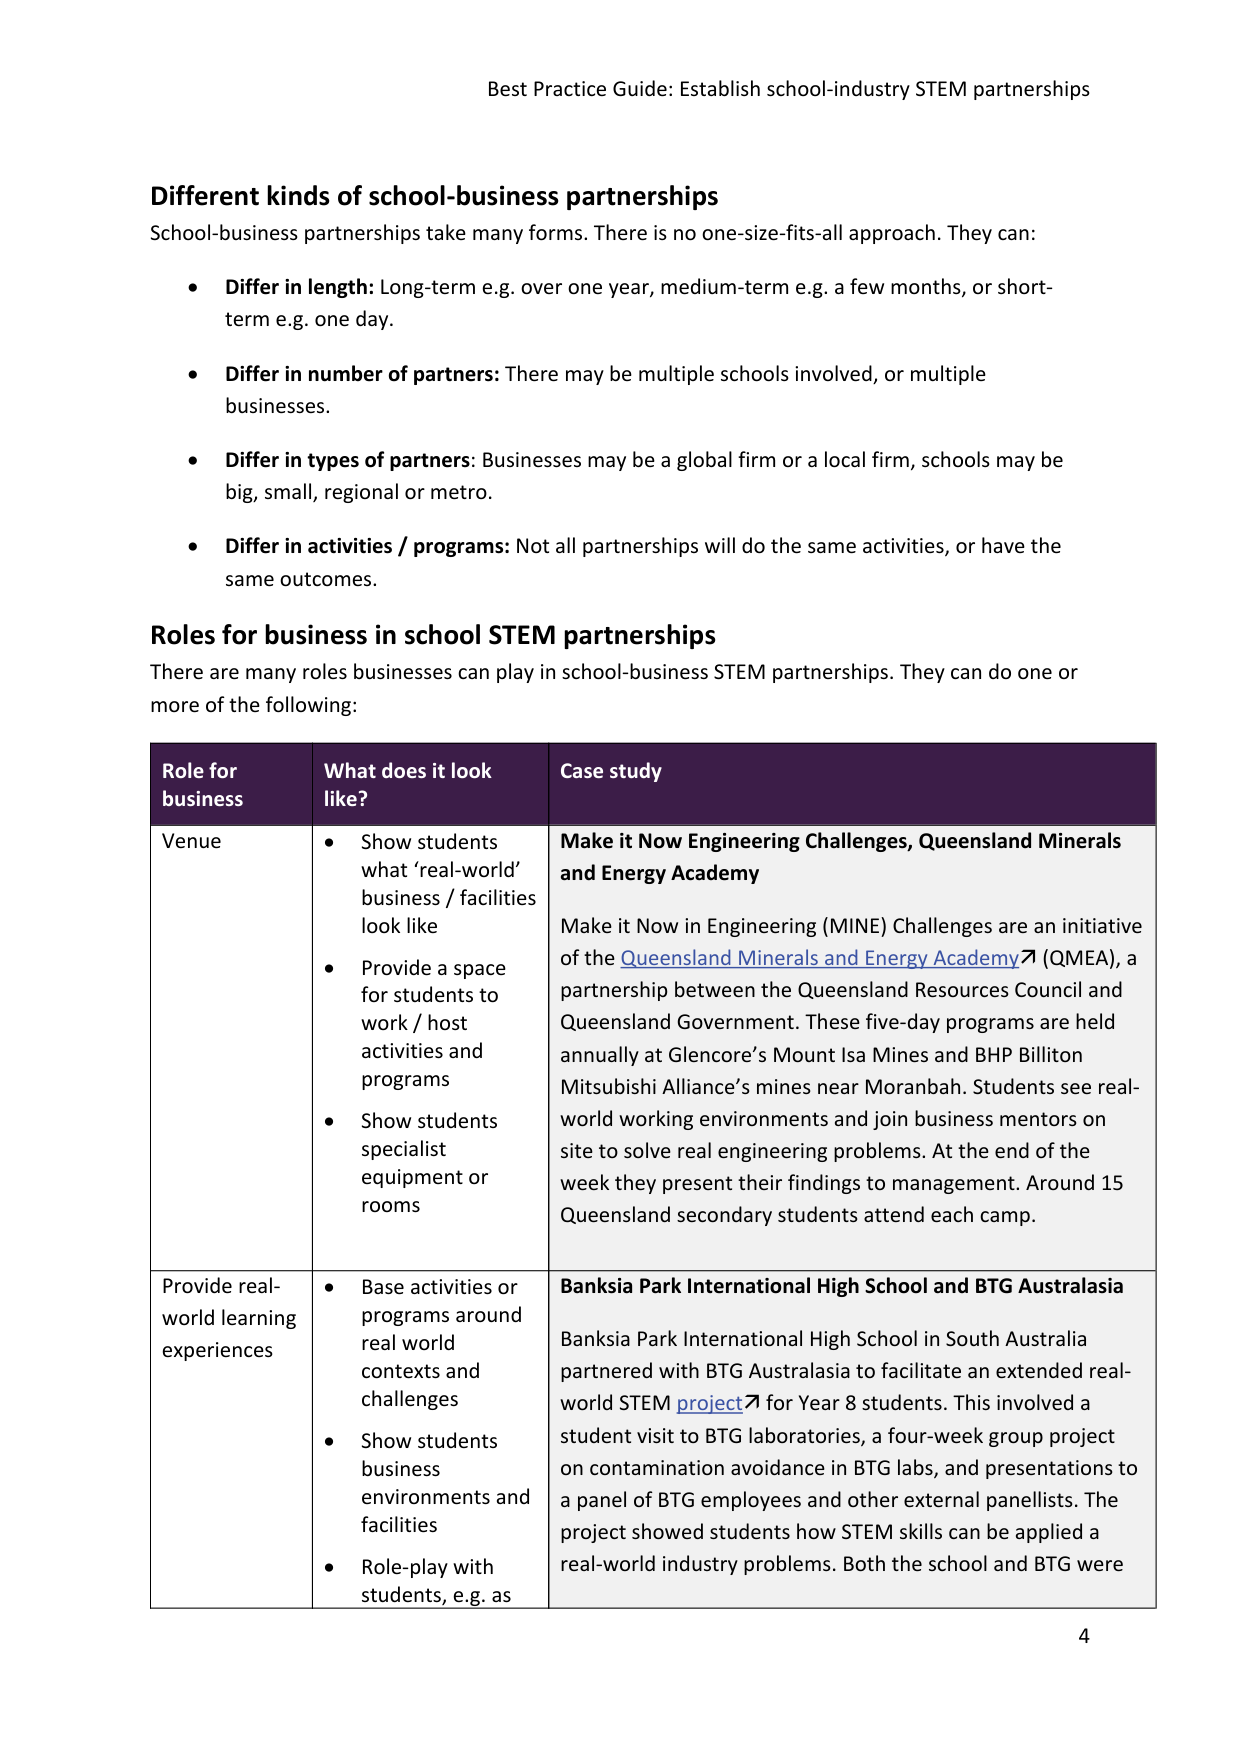 Best Practice Guide: Establish school-industry STEM partnerships
Different kinds of school-business partnerships
School-business partnerships take many forms. There is no one-size-fits-all approach. They can:
• Differ in length: Long-term e.g. over one year, medium-term e.g. a few months, or short-
term e.g. one day.
• Differ in number of partners: There may be multiple schools involved, or multiple
businesses.
• Differ in types of partners: Businesses may be a global firm or a local firm, schools may be
big, small, regional or metro.
• Differ in activities / programs: Not all partnerships will do the same activities, or have the
same outcomes.
Roles for business in school STEM partnerships
There are many roles businesses can play in school-business STEM partnerships. They can do one or
more of the following:
Role for
business
What does it look
like?
Case study
Venue
• Show students
what ‘real-world’
business / facilities
look like
• Provide a space
for students to
work / host
activities and
programs
• Show students
specialist
equipment or
rooms
Make it Now Engineering Challenges, Queensland Minerals
and Energy Academy
Make it Now in Engineering (MINE) Challenges are an initiative
of the Queensland Minerals and Energy Academy (QMEA), a
partnership between the Queensland Resources Council and
Queensland Government. These five-day programs are held
annually at Glencore’s Mount Isa Mines and BHP Billiton
Mitsubishi Alliance’s mines near Moranbah. Students see real-
world working environments and join business mentors on
site to solve real engineering problems. At the end of the
week they present their findings to management. Around 15
Queensland secondary students attend each camp.
Provide real-
world learning
experiences
• Base activities or
programs around
real world
contexts and
challenges
• Show students
business
environments and
facilities
• Role-play with
students, e.g. as
Banksia Park International High School and BTG Australasia
Banksia Park International High School in South Australia
partnered with BTG Australasia to facilitate an extended real-
world STEM project for Year 8 students. This involved a
student visit to BTG laboratories, a four-week group project
on contamination avoidance in BTG labs, and presentations to
a panel of BTG employees and other external panellists. The
project showed students how STEM skills can be applied a
real-world industry problems. Both the school and BTG were
4